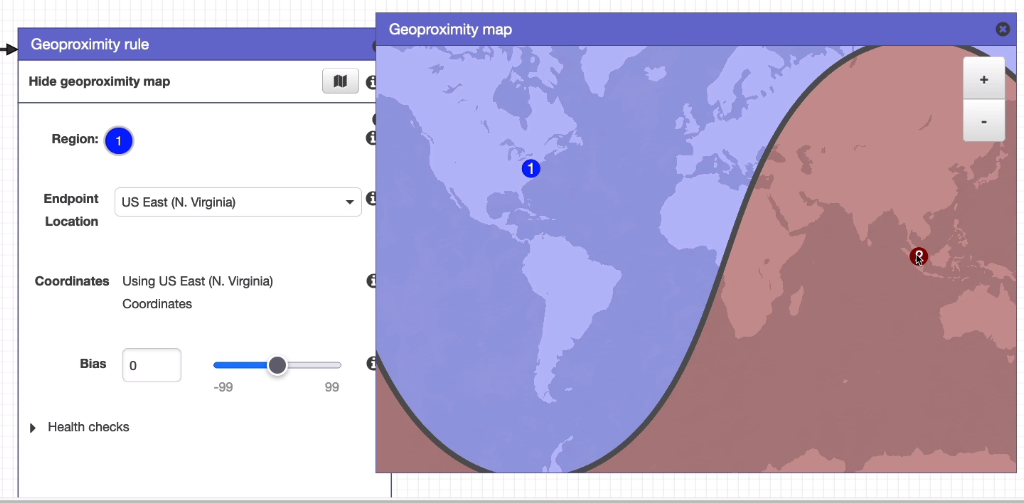 Geoproximity rule
Hide geoproximity map
Region: 1
Endpoint
Location
US East (N. Virginia)
Coordinates
Using US East (N. Virginia)
Coordinates
Bias
0
-99
99
Health checks
Geoproximity map
+
-
1